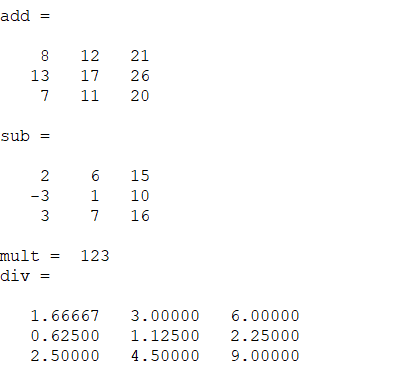 add =
8 12 21
13 17 26
7 11 20
sub =
2 6 15
-3 1 10
3 7 16
mult = 123
div =
1.66667 3.00000 6.00000
0.62500 1.12500 2.25000
2.50000 4.50000 9.00000